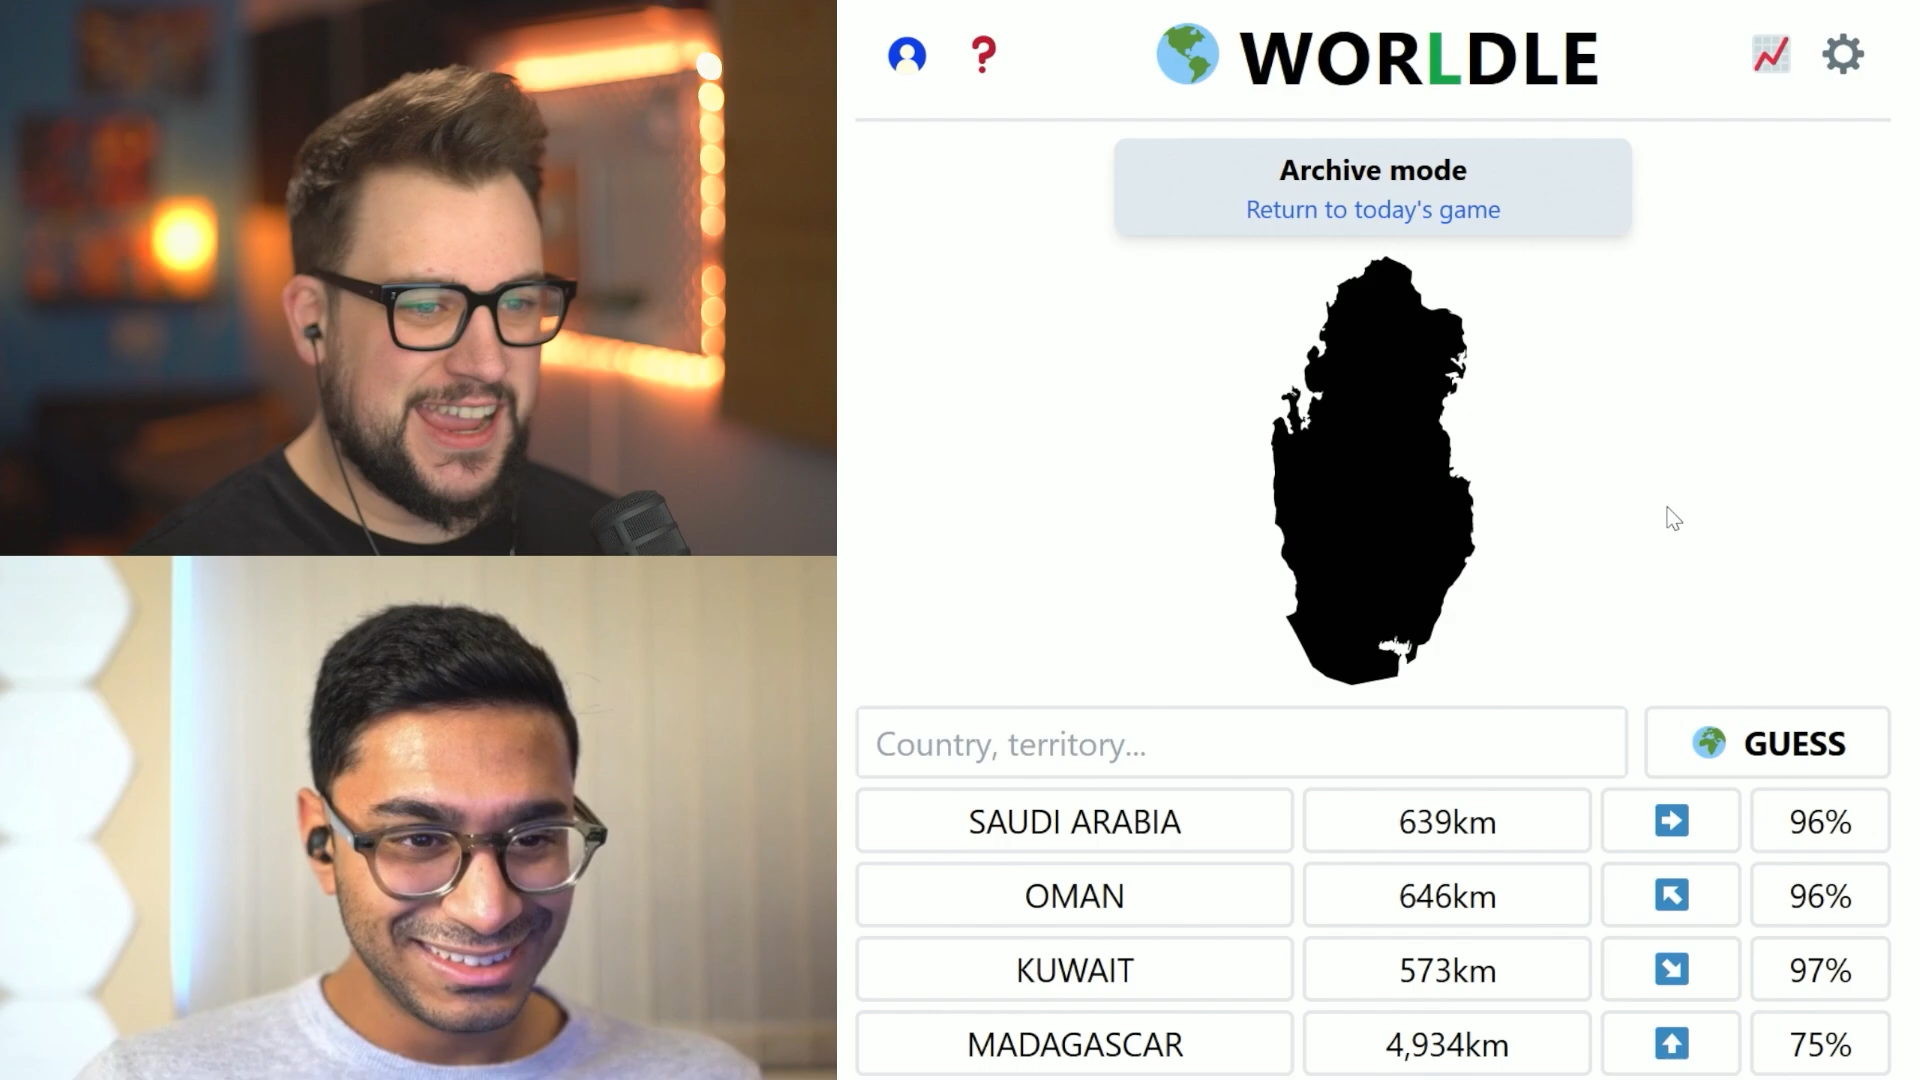 WORLDLE
Archive mode
Return to today's game
Country, territory...
GUESS
SAUDI ARABIA 639km 96%
OMAN 646km 96%
KUWAIT 573km 97%
MADAGASCAR 4,934km 75%